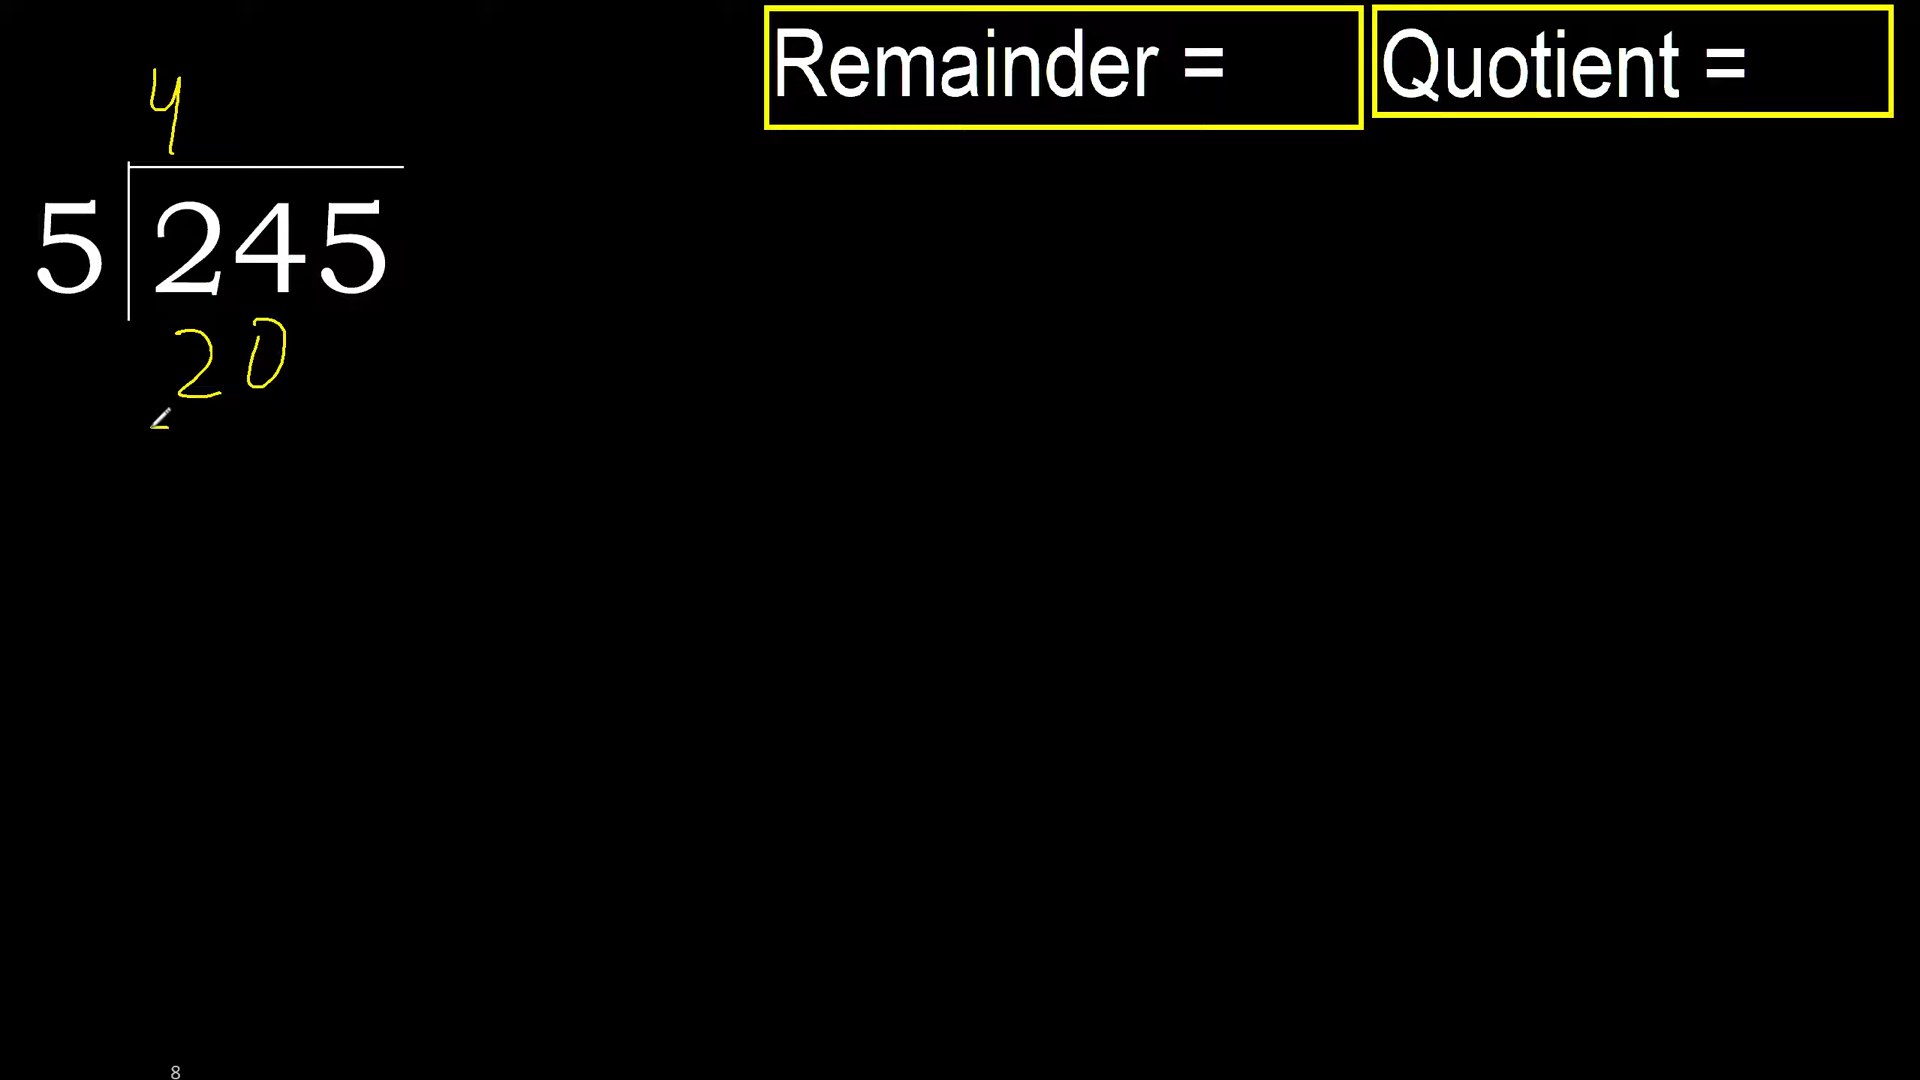 Remainder = Quotient =
4
5 245
20
8